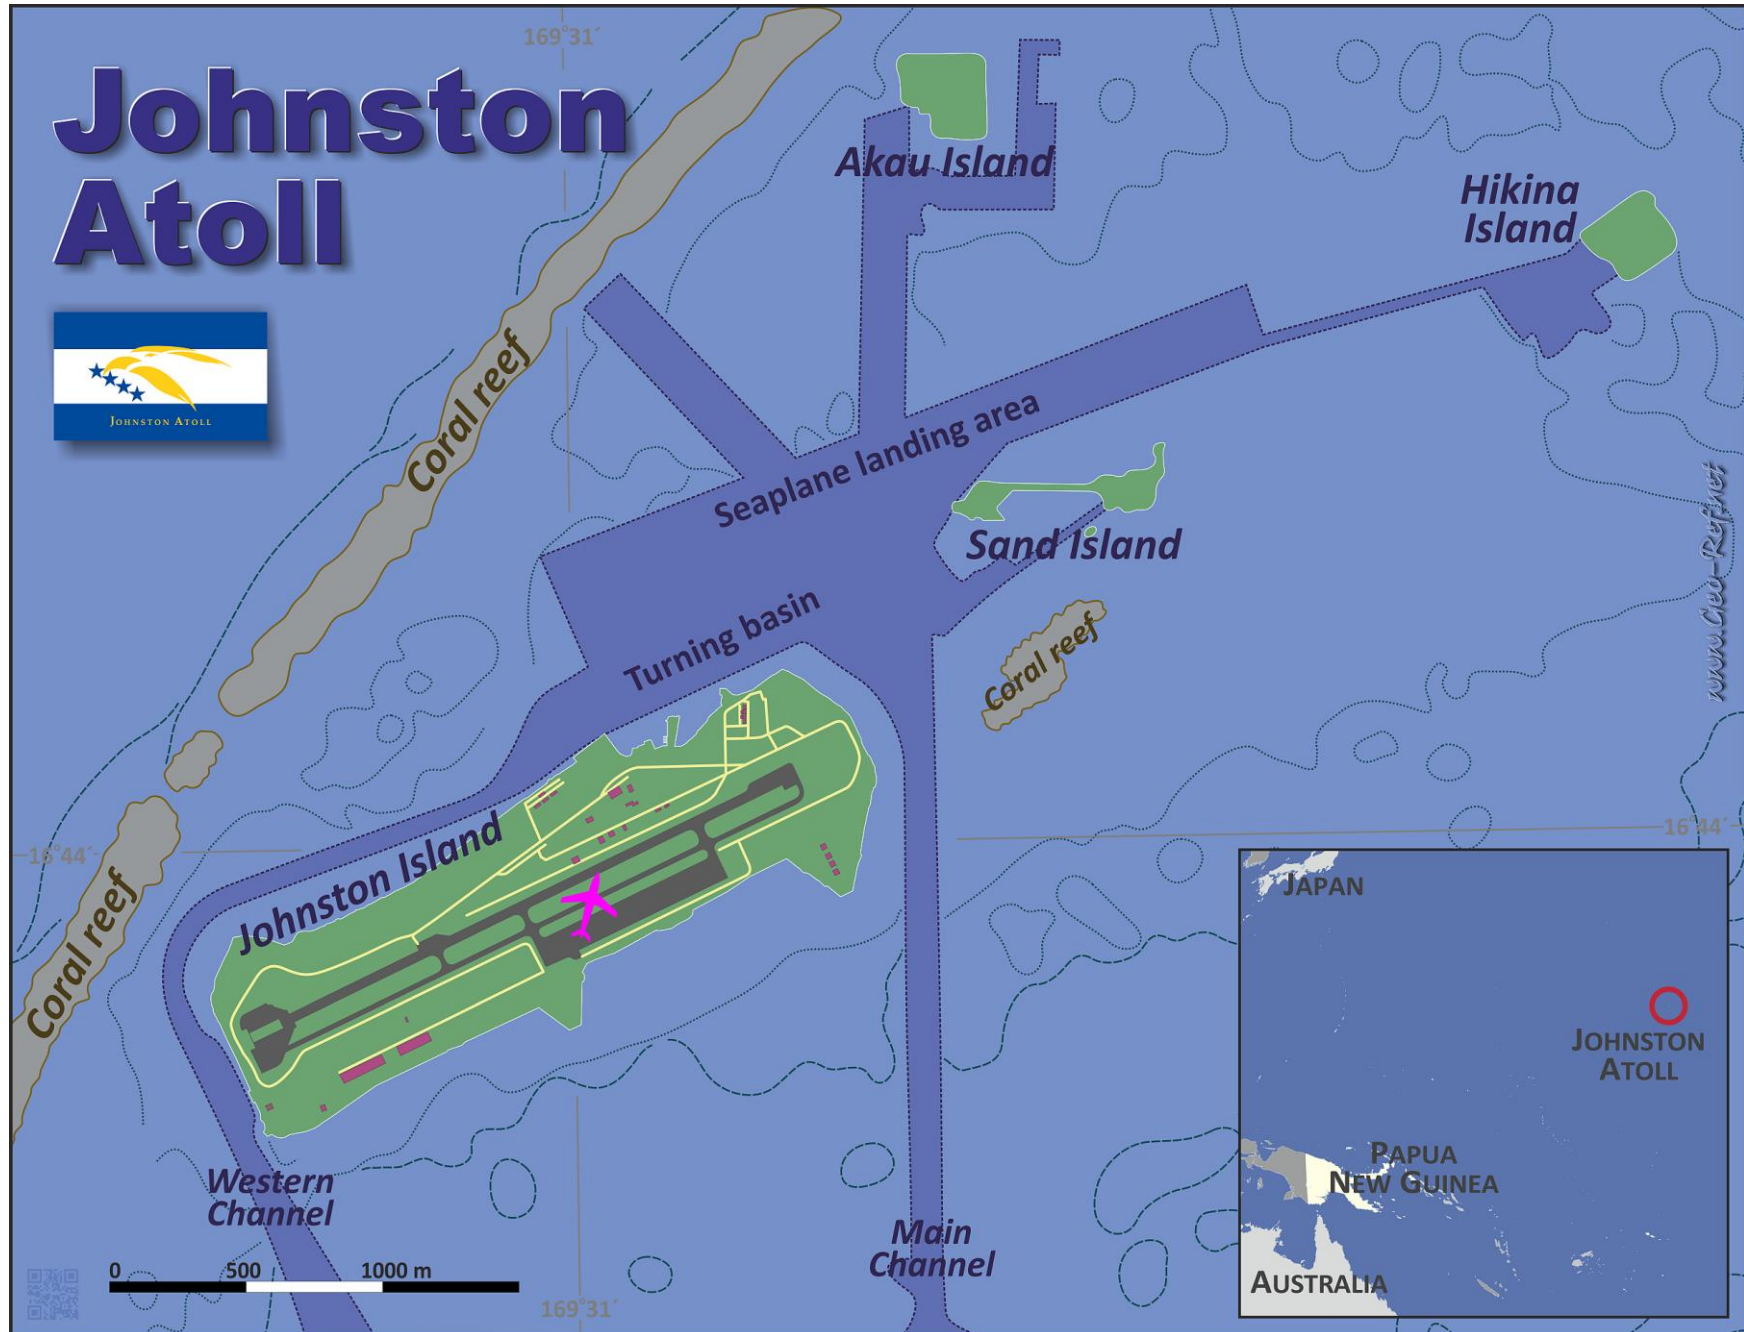 169°31´
Johnston
Atoll
Akau Island
Hikina
Island
JOHNSTON ATOLL
Coral reef
Seaplane landing area
Sand Island
Turning basin
Coral reef
www.Geo-Ref.net
Johnston Island
16°44´
16°44´
Coral reef
JAPAN
JOHNSTON
ATOLL
PAPUA
NEW GUINEA
AUSTRALIA
Western
Channel
Main
Channel
0 500 1000 m
169°31´